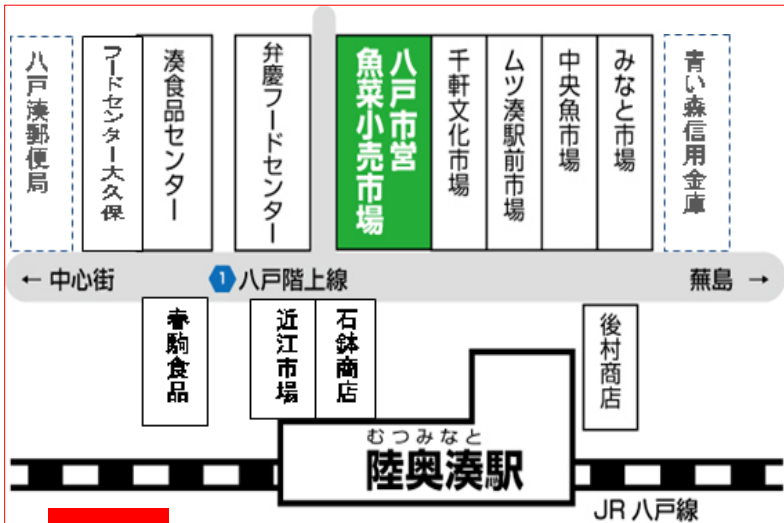 八戸湊郵便局
フードセンター大久保
湊食品センター
弁慶フードセンター
八戸市営
魚菜小売市場
千軒文化市場
ムツ湊駅前市場
中央魚市場
みなと市場
青い森信用金庫
← 中心街
1 八戸階上線
蕪島 →
春駒食品
近江市場
石鉢商店
後村商店
むつみなと
陸奥湊駅
JR 八戸線